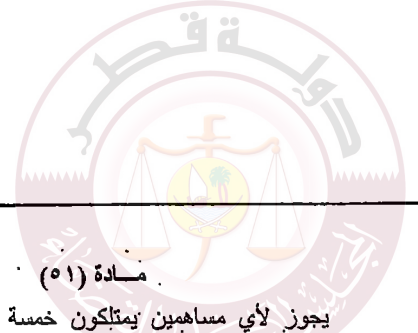 دولة قطر
مادة (٥١)
يجوز لأي مساهمين يمتلكون خمسة